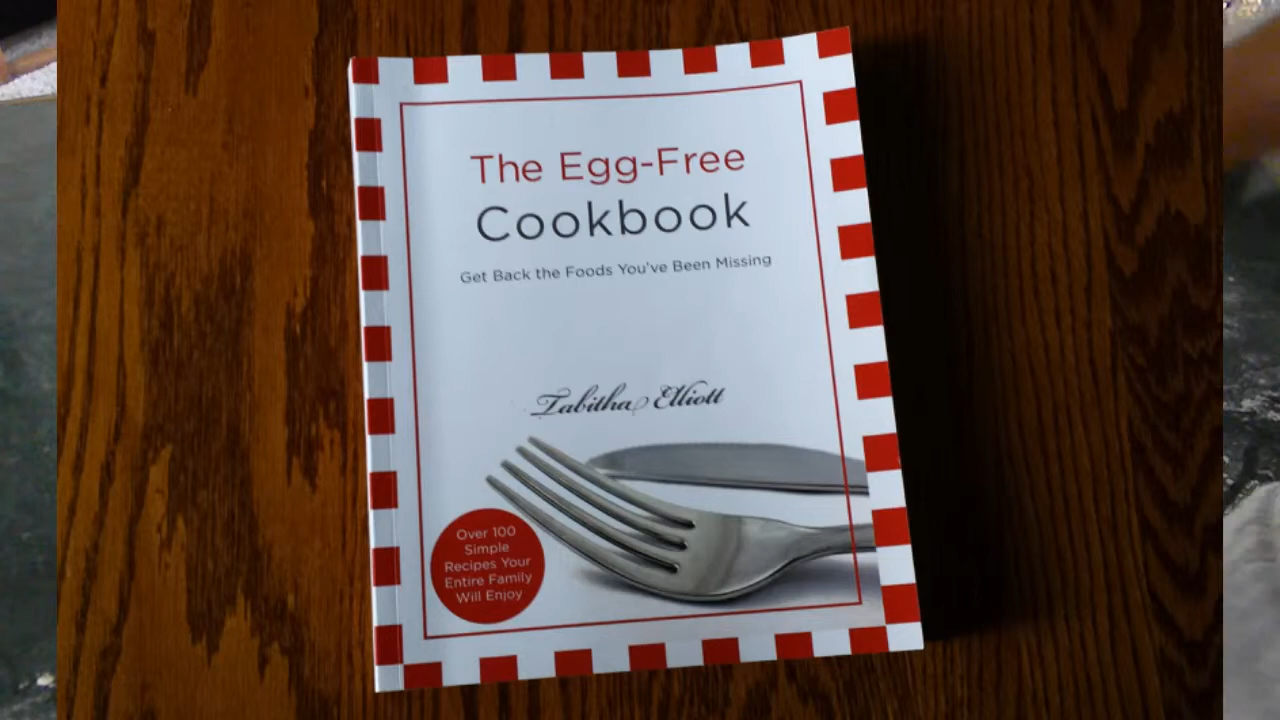 The Egg-Free
Cookbook
Get Back the Foods You've Been Missing
Tabitha Elliott
Over 100
Simple
Recipes Your
Entire Family
Will Enjoy